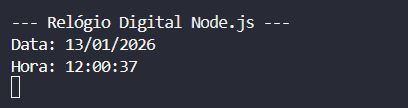 --- Relógio Digital Node.js ---
Data: 13/01/2026
Hora: 12:00:37